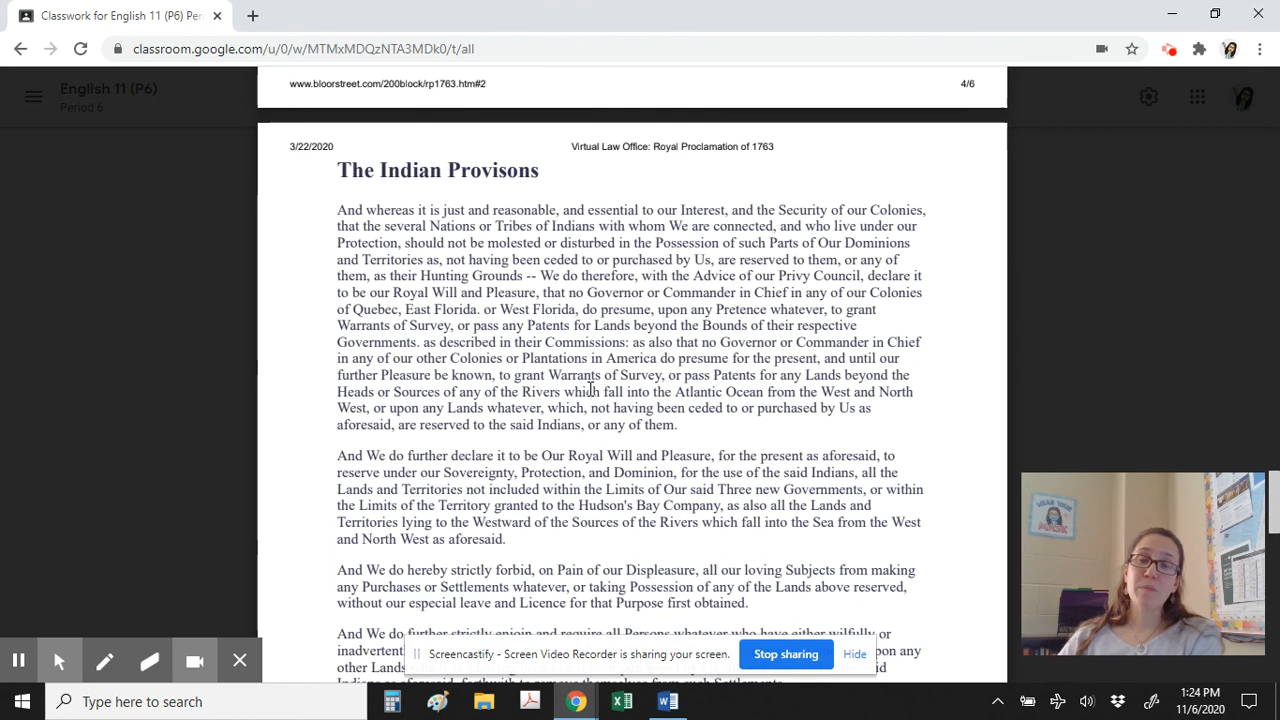 Classwork for English 11 (P6) Per
classroom.google.com/u/0/w/MTMxMDQzNTA3MDk0/t/all
www.bloorstreet.com/200block/rp1763.htm#2
4/6
English 11 (P6)
Period 6
3/22/2020
Virtual Law Office: Royal Proclamation of 1763
The Indian Provisons
And whereas it is just and reasonable, and essential to our Interest, and the Security of our Colonies,
that the several Nations or Tribes of Indians with whom We are connected, and who live under our
Protection, should not be molested or disturbed in the Possession of such Parts of Our Dominions
and Territories as, not having been ceded to or purchased by Us, are reserved to them, or any of
them, as their Hunting Grounds -- We do therefore, with the Advice of our Privy Council, declare it
to be our Royal Will and Pleasure, that no Governor or Commander in Chief in any of our Colonies
of Quebec, East Florida. or West Florida, do presume, upon any Pretence whatever, to grant
Warrants of Survey, or pass any Patents for Lands beyond the Bounds of their respective
Governments. as described in their Commissions: as also that no Governor or Commander in Chief
in any of our other Colonies or Plantations in America do presume for the present, and until our
further Pleasure be known, to grant Warrants of Survey, or pass Patents for any Lands beyond the
Heads or Sources of any of the Rivers which fall into the Atlantic Ocean from the West and North
West, or upon any Lands whatever, which, not having been ceded to or purchased by Us as
aforesaid, are reserved to the said Indians, or any of them.
And We do further declare it to be Our Royal Will and Pleasure, for the present as aforesaid, to
reserve under our Sovereignty, Protection, and Dominion, for the use of the said Indians, all the
Lands and Territories not included within the Limits of Our said Three new Governments, or within
the Limits of the Territory granted to the Hudson's Bay Company, as also all the Lands and
Territories lying to the Westward of the Sources of the Rivers which fall into the Sea from the West
and North West as aforesaid.
And We do hereby strictly forbid, on Pain of our Displeasure, all our loving Subjects from making
any Purchases or Settlements whatever, or taking Possession of any of the Lands above reserved,
without our especial leave and Licence for that Purpose first obtained.
And We do further strictly enjoin and require all Persons whatever who have either wilfully or
inadvertent upon any
other Lands
Screencastify - Screen Video Recorder is sharing your screen.
Stop sharing
Hide
Type here to search
1:24 PM
11/6/2020